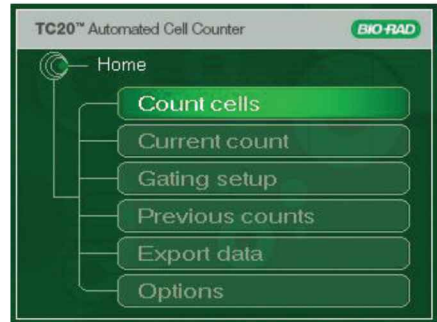 TC20™ Automated Cell Counter
BIO-RAD
Home
Count cells
Current count
Gating setup
Previous counts
Export data
Options